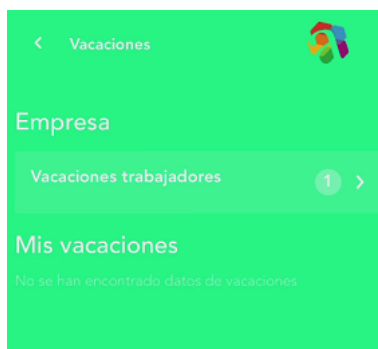 Vacaciones
Empresa
Vacaciones trabajadores 1
Mis vacaciones
No se han encontrado datos de vacaciones